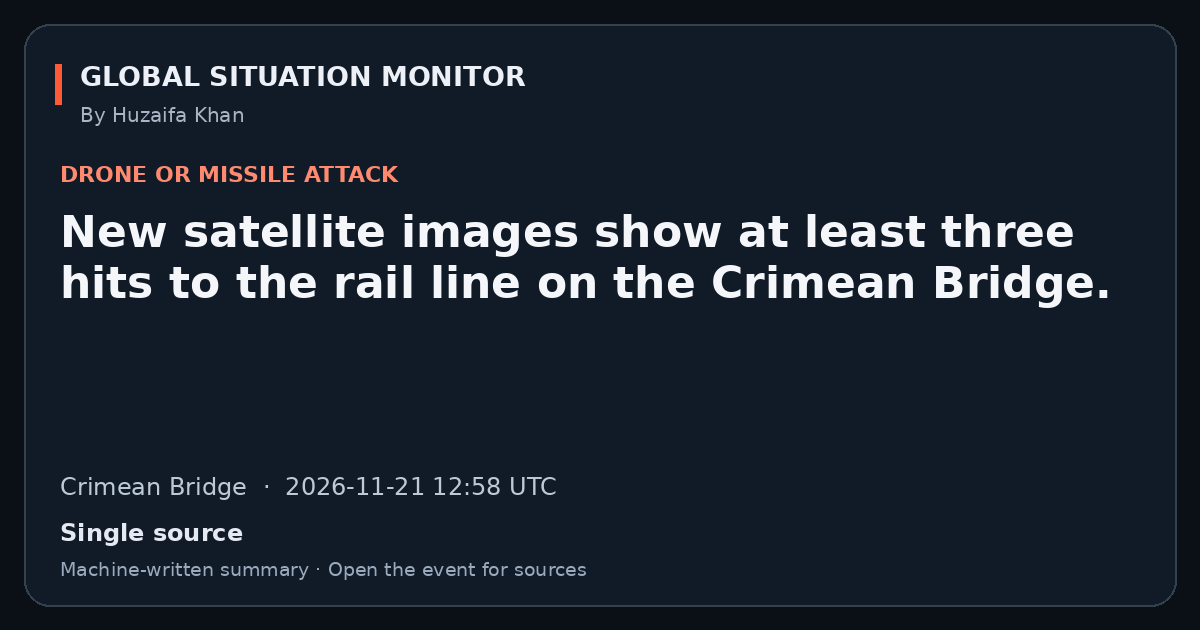 GLOBAL SITUATION MONITOR
By Huzaifa Khan
DRONE OR MISSILE ATTACK
New satellite images show at least three
hits to the rail line on the Crimean Bridge.
Crimean Bridge · 2026-11-21 12:58 UTC
Single source
Machine-written summary · Open the event for sources